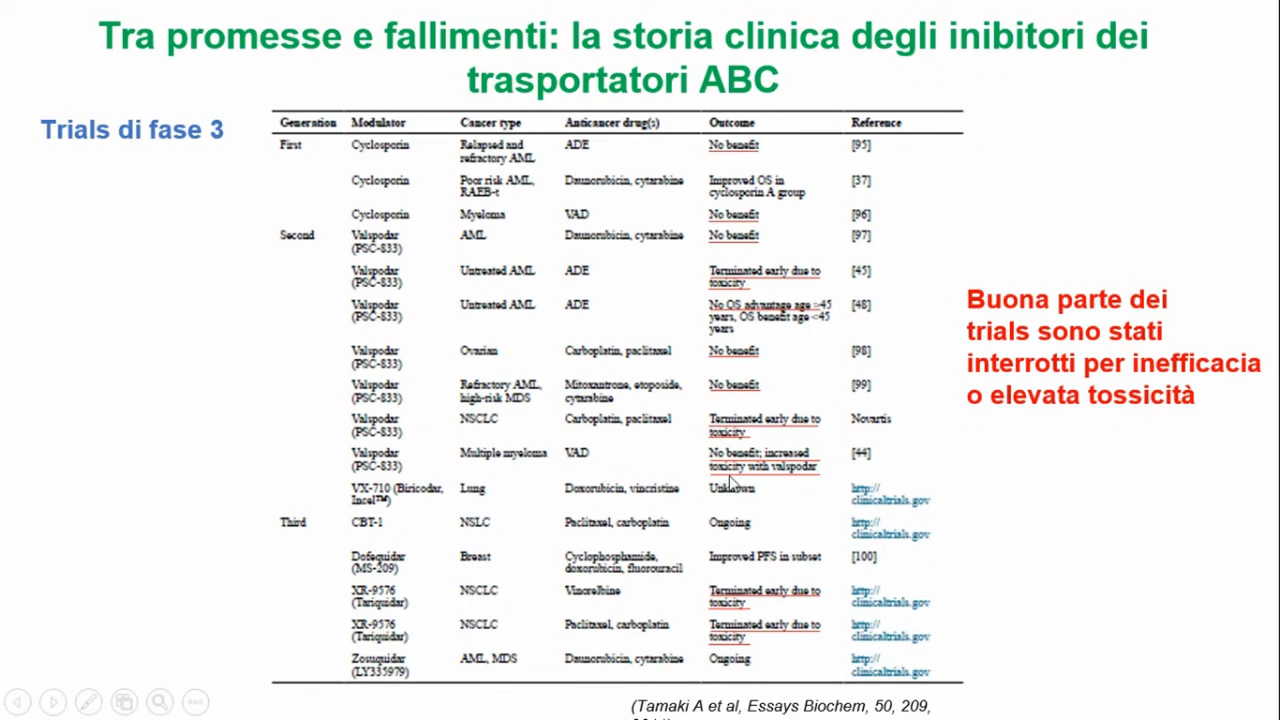 Tra promesse e fallimenti: la storia clinica degli inibitori dei
trasportatori ABC
Trials di fase 3
Generation Modulator Cancer type Anticancer drug(s) Outcome Reference
First Cyclosporin Relapsed and ADE No benefit [95]
refractory AML
Cyclosporin Poor risk AML, Daunorubicin, cytarabine Improved OS in [37]
RAEB-t cyclosporin A group
Cyclosporin Myeloma VAD No benefit [96]
Second Valspodar AML Daunorubicin, cytarabine No benefit [97]
(PSC-833)
Valspodar Untreated AML ADE Terminated early due to [45]
(PSC-833) toxicity
Valspodar Untreated AML ADE No OS advantage age ≥45 [48]
(PSC-833) years, OS benefit age <45
years
Valspodar Ovarian Carboplatin, paclitaxel No benefit [98]
(PSC-833)
Valspodar Refractory AML, Mitoxantrone, etoposide, No benefit [99]
(PSC-833) high-risk MDS cytarabine
Valspodar NSCLC Carboplatin, paclitaxel Terminated early due to Novartis
(PSC-833) toxicity
Valspodar Multiple myeloma VAD No benefit; increased [44]
(PSC-833) toxicity with valspodar
VX-710 (Biricodar, Lung Doxorubicin, vincristine Unknown http://
Incel™) clinicaltrials.gov
Third CBT-1 NSLC Paclitaxel, carboplatin Ongoing http://
clinicaltrials.gov
Dofequidar Breast Cyclophosphamide, Improved PFS in subset [100]
(MS-209) doxorubicin, fluorouracil
XR-9576 NSCLC Vinorelbine Terminated early due to http://
(Tariquidar) toxicity clinicaltrials.gov
XR-9576 NSCLC Paclitaxel, carboplatin Terminated early due to http://
(Tariquidar) toxicity clinicaltrials.gov
Zosuquidar AML, MDS Daunorubicin, cytarabine Ongoing http://
(LY335979) clinicaltrials.gov
Buona parte dei
trials sono stati
interrotti per inefficacia
o elevata tossicità
(Tamaki A et al, Essays Biochem, 50, 209,